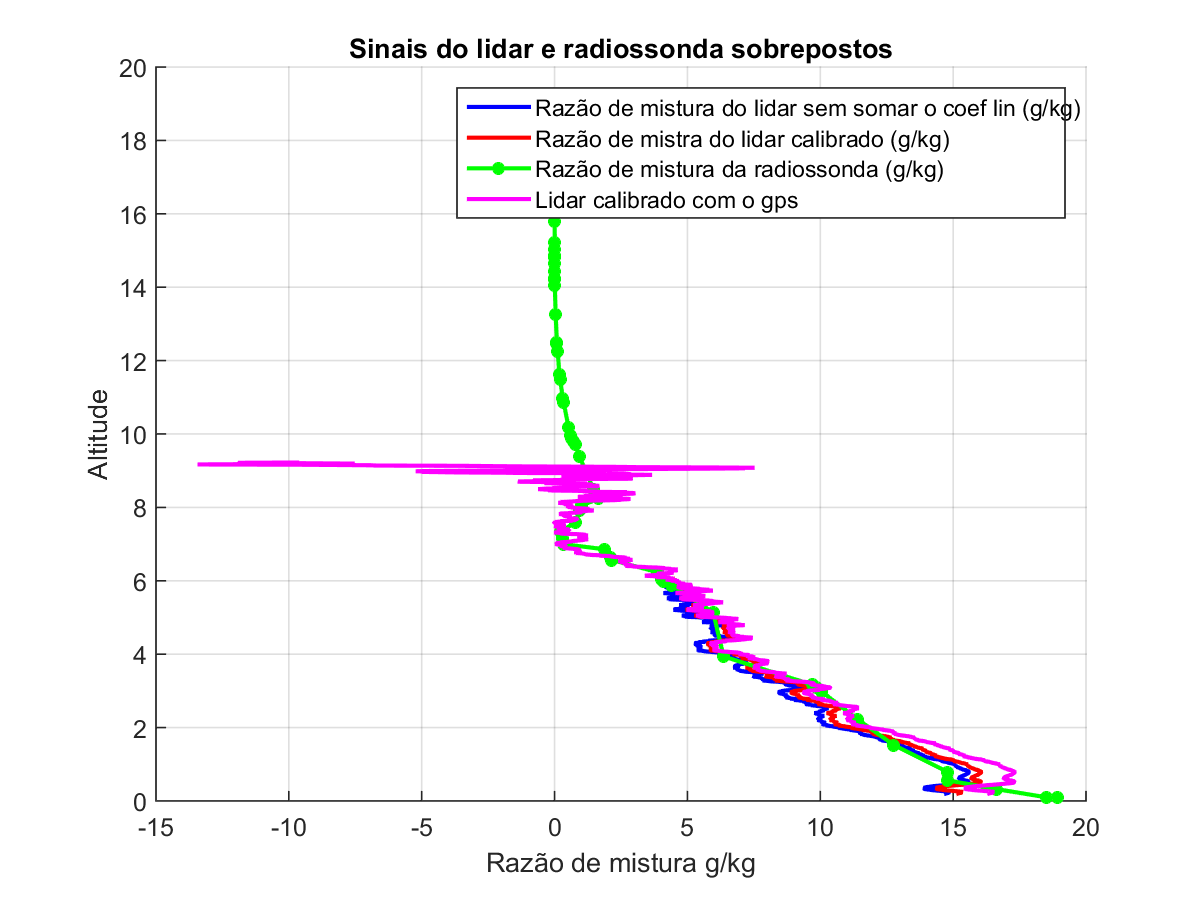 Sinais do lidar e radiossonda sobrepostos
20
18
16
14
12
10
8
6
4
2
0
Altitude
Razão de mistura do lidar sem somar o coef lin (g/kg)
Razão de mistra do lidar calibrado (g/kg)
Razão de mistura da radiossonda (g/kg)
Lidar calibrado com o gps
-15
-10
-5
0
5
10
15
20
Razão de mistura g/kg